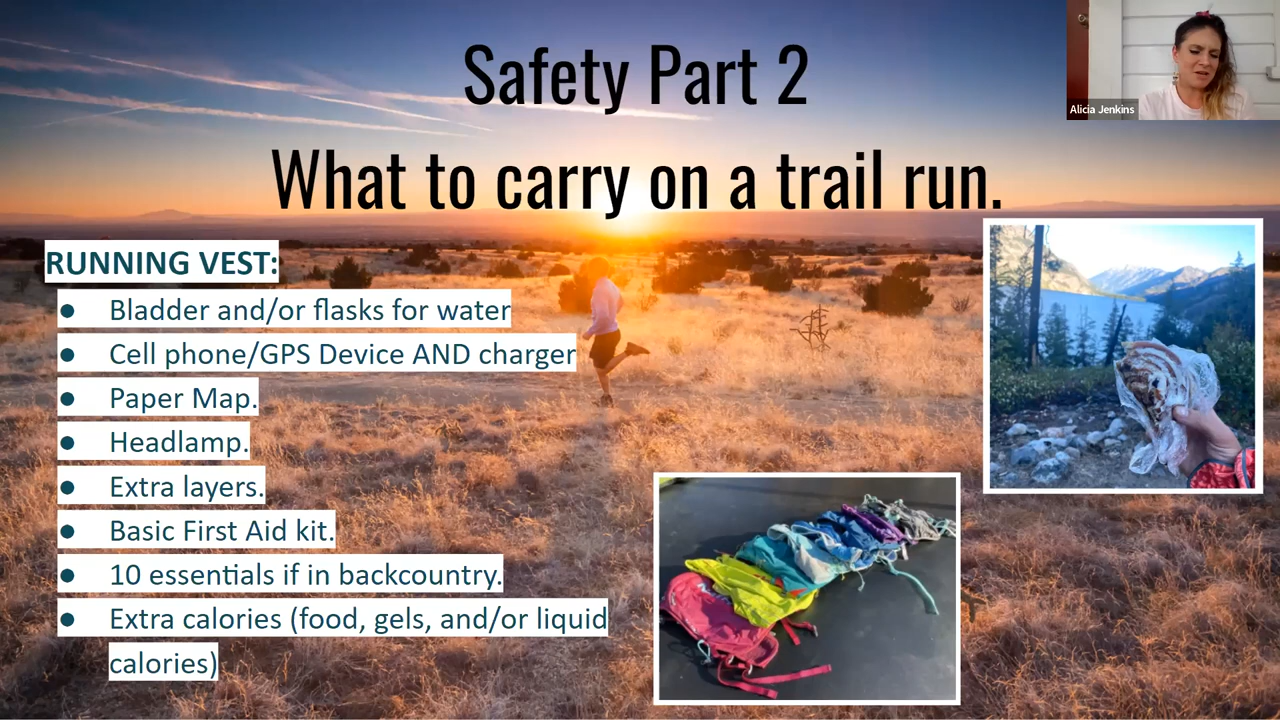 Safety Part 2
What to carry on a trail run.
Alicia Jenkins
RUNNING VEST:
● Bladder and/or flasks for water
● Cell phone/GPS Device AND charger
● Paper Map.
● Headlamp.
● Extra layers.
● Basic First Aid kit.
● 10 essentials if in backcountry.
● Extra calories (food, gels, and/or liquid
calories)